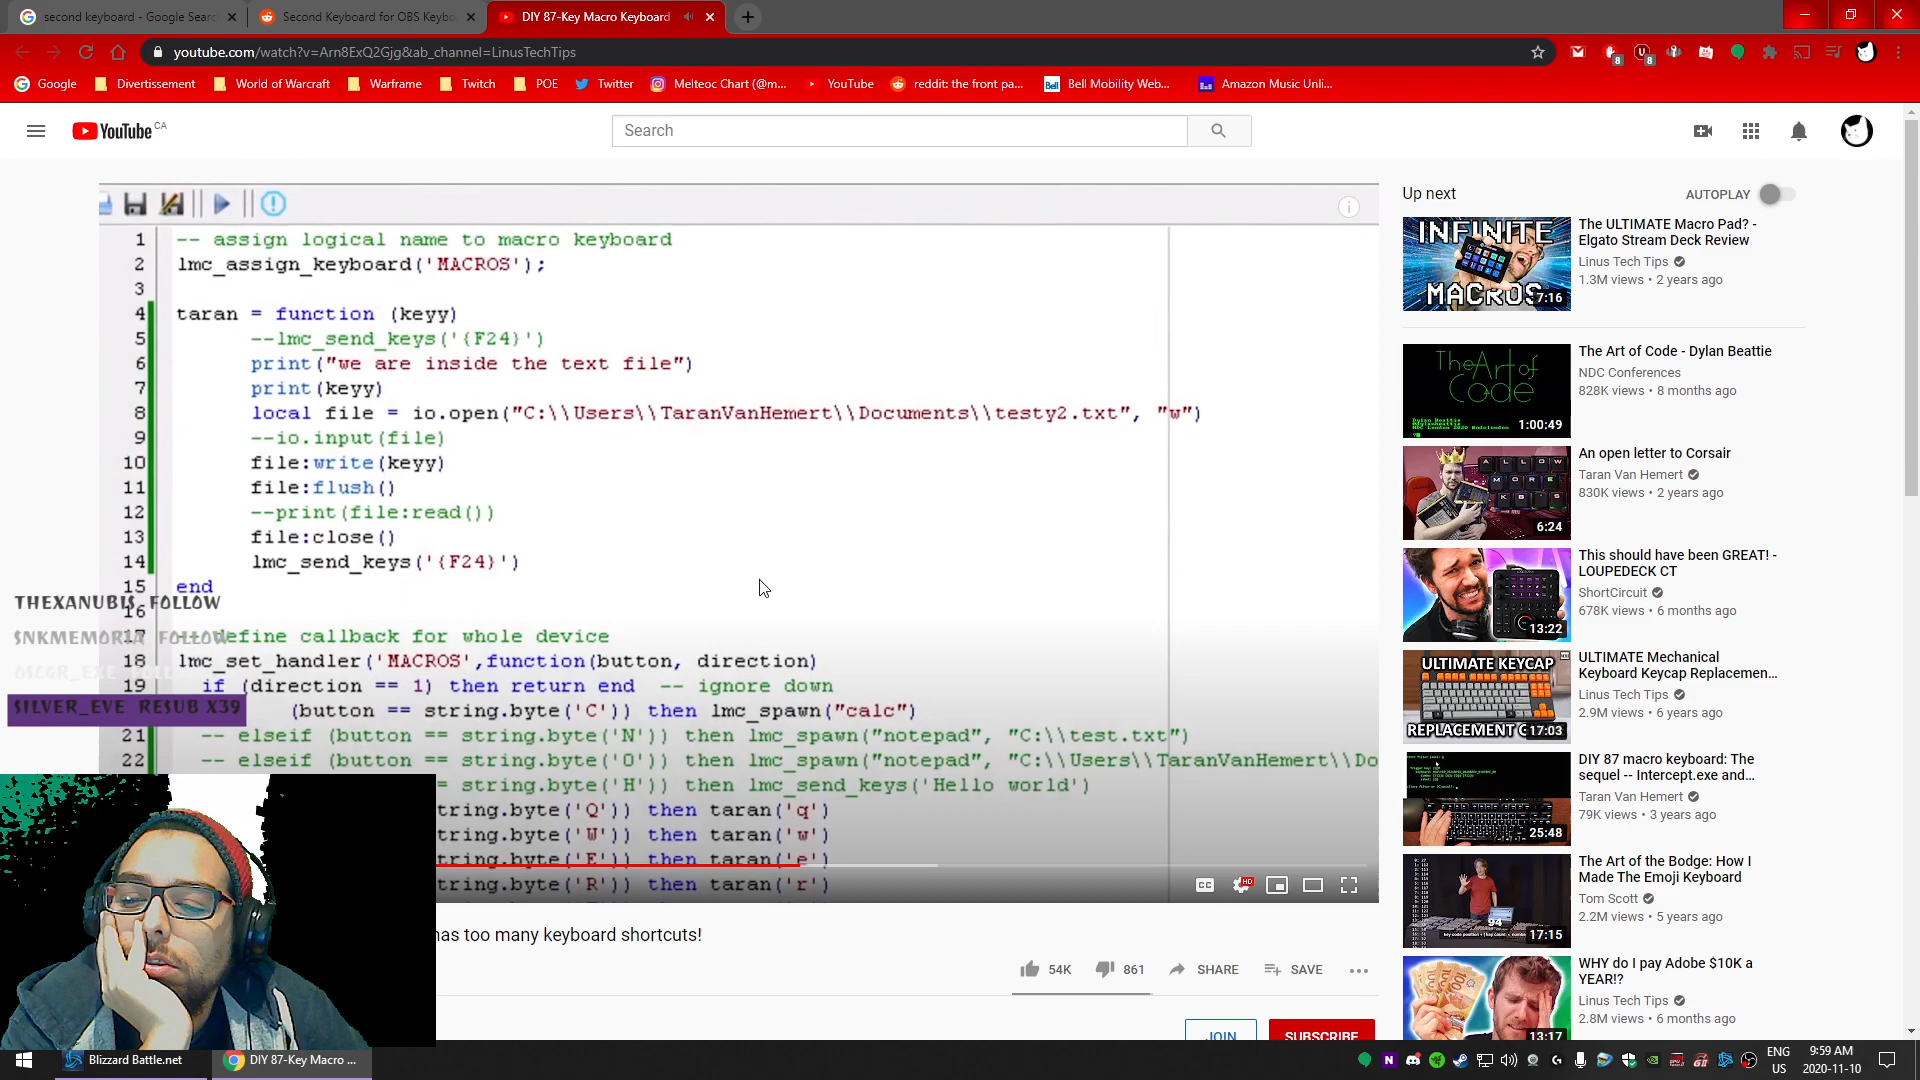 second keyboard - Google Sear
Second Keyboard for OBS Keybo
DIY 87-Key Macro Keyboard
youtube.com/watch?v=Arn8ExQ2Gjg&ab_channel=LinusTechTips
8
8
Google
Divertissement
World of Warcraft
Warframe
Twitch
POE
Twitter
Melteoc Chart (@m...
YouTube
reddit: the front pa...
Bell Mobility Web...
Amazon Music Unli...
YouTube CA
Search
1 -- assign logical name to macro keyboard
2 lmc_assign_keyboard('MACROS');
3
4 taran = function (keyy)
5 --lmc_send_keys('{F24}')
6 print("we are inside the text file")
7 print(keyy)
8 local file = io.open("C:\\Users\\TaranVanHemert\\Documents\\testy2.txt", "w")
9 --io.input(file)
10 file:write(keyy)
11 file:flush()
12 --print(file:read())
13 file:close()
14 lmc_send_keys('{F24}')
15 end
16
17 define callback for whole device
18 lmc_set_handler('MACROS',function(button, direction)
19 if (direction == 1) then return end -- ignore down
(button == string.byte('C')) then lmc_spawn("calc")
21 -- elseif (button == string.byte('N')) then lmc_spawn("notepad", "C:\\test.txt")
22 -- elseif (button == string.byte('O')) then lmc_spawn("notepad", "C:\\Users\\TaranVanHemert\\Do
= string.byte('H')) then lmc_send_keys('Hello world')
tring.byte('Q')) then taran('q')
tring.byte('W')) then taran('w')
tring.byte('E')) then taran('e')
tring.byte('R')) then taran('r')
THEXANUBIS FOLLOW
SNKMEMORIA FOLLOW
OSCGR_EXE FOLL
SILVER_EVE RESUB X39
CC
HD
has too many keyboard shortcuts!
54K
861
SHARE
SAVE
JOIN
SUBSCRIBE
Up next
AUTOPLAY
INFINITE
MACROS
7:16
The ULTIMATE Macro Pad? -
Elgato Stream Deck Review
Linus Tech Tips
1.3M views • 2 years ago
The Art of
Code
1:00:49
The Art of Code - Dylan Beattie
NDC Conferences
828K views • 8 months ago
ALLOW
MORE
KBS
6:24
An open letter to Corsair
Taran Van Hemert
830K views • 2 years ago
13:22
This should have been GREAT! -
LOUPEDECK CT
ShortCircuit
678K views • 6 months ago
ULTIMATE KEYCAP
REPLACEMENT G
17:03
ULTIMATE Mechanical
Keyboard Keycap Replacemen...
Linus Tech Tips
2.9M views • 6 years ago
25:48
DIY 87 macro keyboard: The
sequel -- Intercept.exe and...
Taran Van Hemert
79K views • 3 years ago
94
17:15
The Art of the Bodge: How I
Made The Emoji Keyboard
Tom Scott
2.2M views • 5 years ago
100
13:17
WHY do I pay Adobe $10K a
YEAR!?
Linus Tech Tips
2.8M views • 6 months ago
Blizzard Battle.net
DIY 87-Key Macro ...
ENG
US
9:59 AM
2020-11-10